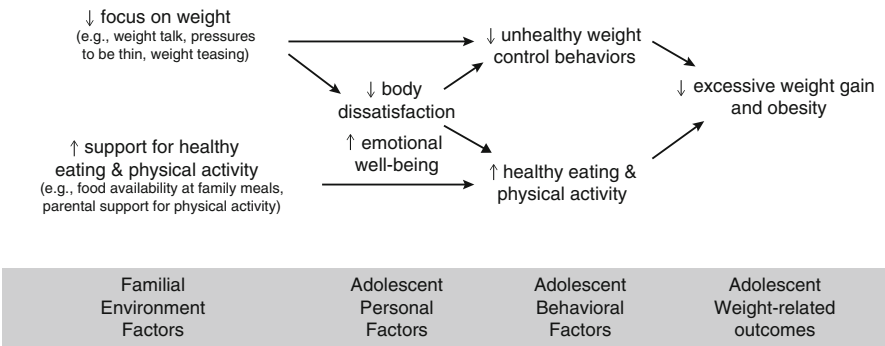 ↓ focus on weight
(e.g., weight talk, pressures
to be thin, weight teasing)
↑ support for healthy
eating & physical activity
(e.g., food availability at family meals,
parental support for physical activity)
↓ body
dissatisfaction
↑ emotional
well-being
↓ unhealthy weight
control behaviors
↑ healthy eating &
physical activity
↓ excessive weight gain
and obesity
Familial
Environment
Factors
Adolescent
Personal
Factors
Adolescent
Behavioral
Factors
Adolescent
Weight-related
outcomes